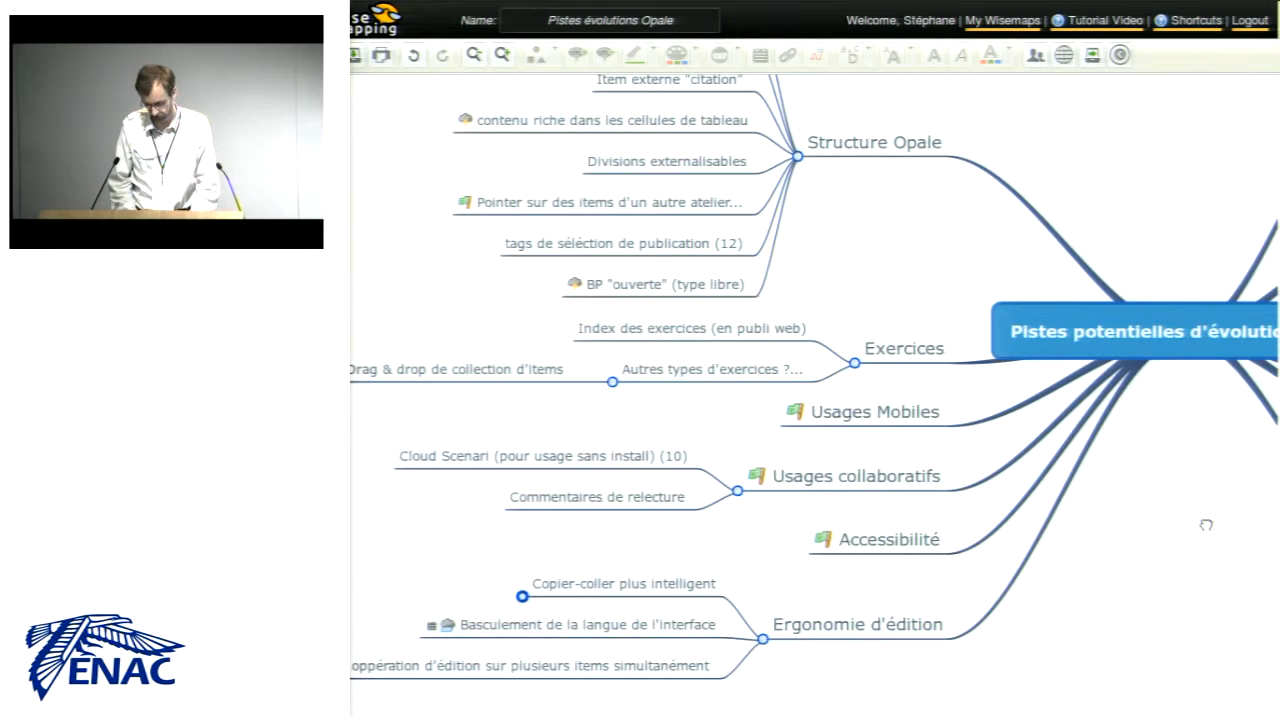 se
apping
Name: Pistes évolutions Opale
Welcome, Stéphane | My Wisemaps | Tutorial Video | Shortcuts | Logout
Item externe "citation"
contenu riche dans les cellules de tableau
Structure Opale
Divisions externalisables
Pointer sur des items d'un autre atelier...
tags de séléction de publication (12)
BP "ouverte" (type libre)
Index des exercices (en publi web)
Pistes potentielles d'évolutio
Exercices
Drag & drop de collection d'items
Autres types d'exercices ?...
Usages Mobiles
Cloud Scenari (pour usage sans install) (10)
Usages collaboratifs
Commentaires de relecture
Accessibilité
Copier-coller plus intelligent
Basculement de la langue de l'interface
Ergonomie d'édition
oppération d'édition sur plusieurs items simultanément
ENAC